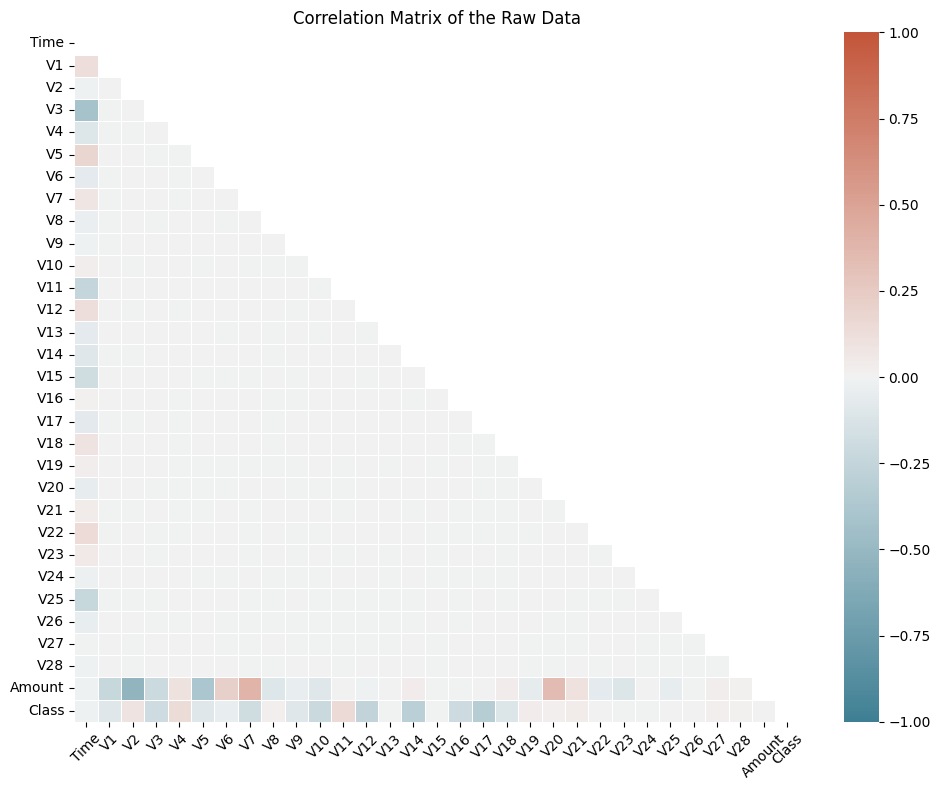 Correlation Matrix of the Raw Data
Time
V1
V2
V3
V4
V5
V6
V7
V8
V9
V10
V11
V12
V13
V14
V15
V16
V17
V18
V19
V20
V21
V22
V23
V24
V25
V26
V27
V28
Amount
Class
Time V1 V2 V3 V4 V5 V6 V7 V8 V9 V10 V11 V12 V13 V14 V15 V16 V17 V18 V19 V20 V21 V22 V23 V24 V25 V26 V27 V28 Amount Class
1.00
0.75
0.50
0.25
0.00
−0.25
−0.50
−0.75
−1.00